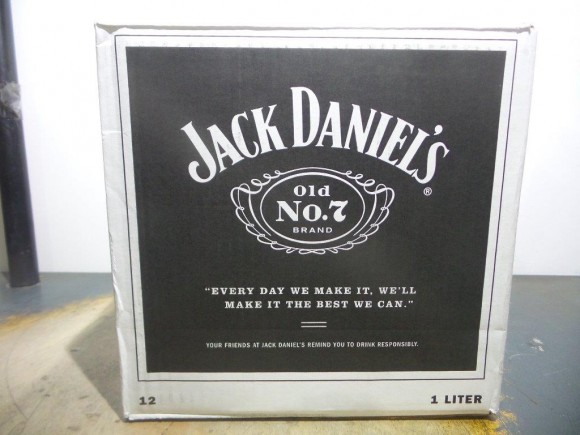 JACK DANIEL'S
Old
No.7
BRAND
®
"EVERY DAY WE MAKE IT, WE'LL
MAKE IT THE BEST WE CAN."
YOUR FRIENDS AT JACK DANIEL'S REMIND YOU TO DRINK RESPONSIBLY.
12 1 LITER